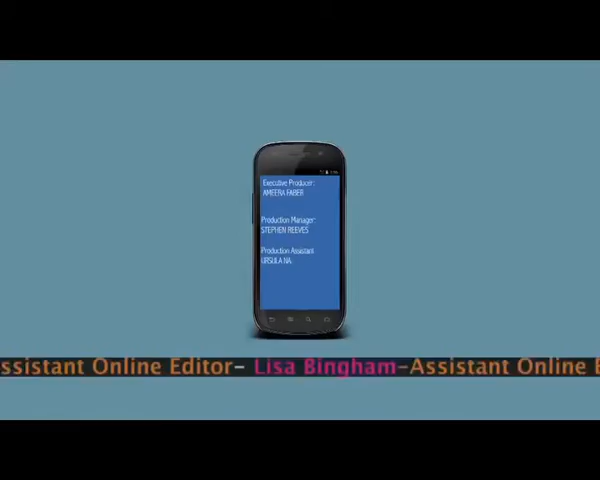 Executive Producer:
AMEERA FABER
Production Manager:
STEPHEN REEVES
Production Assistant
URSULA NA.
ssistant Online Editor- Lisa Bingham-Assistant Online E